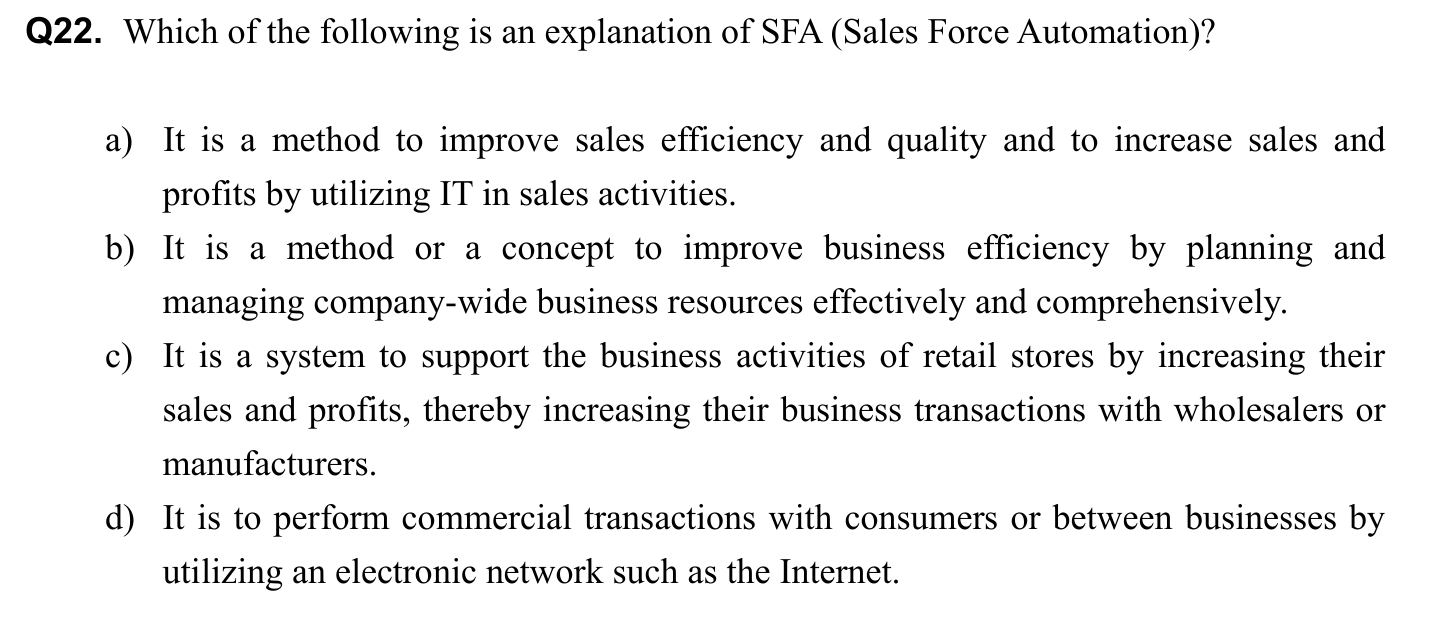 Q22. Which of the following is an explanation of SFA (Sales Force Automation)?
a) It is a method to improve sales efficiency and quality and to increase sales and
profits by utilizing IT in sales activities.
b) It is a method or a concept to improve business efficiency by planning and
managing company-wide business resources effectively and comprehensively.
c) It is a system to support the business activities of retail stores by increasing their
sales and profits, thereby increasing their business transactions with wholesalers or
manufacturers.
d) It is to perform commercial transactions with consumers or between businesses by
utilizing an electronic network such as the Internet.